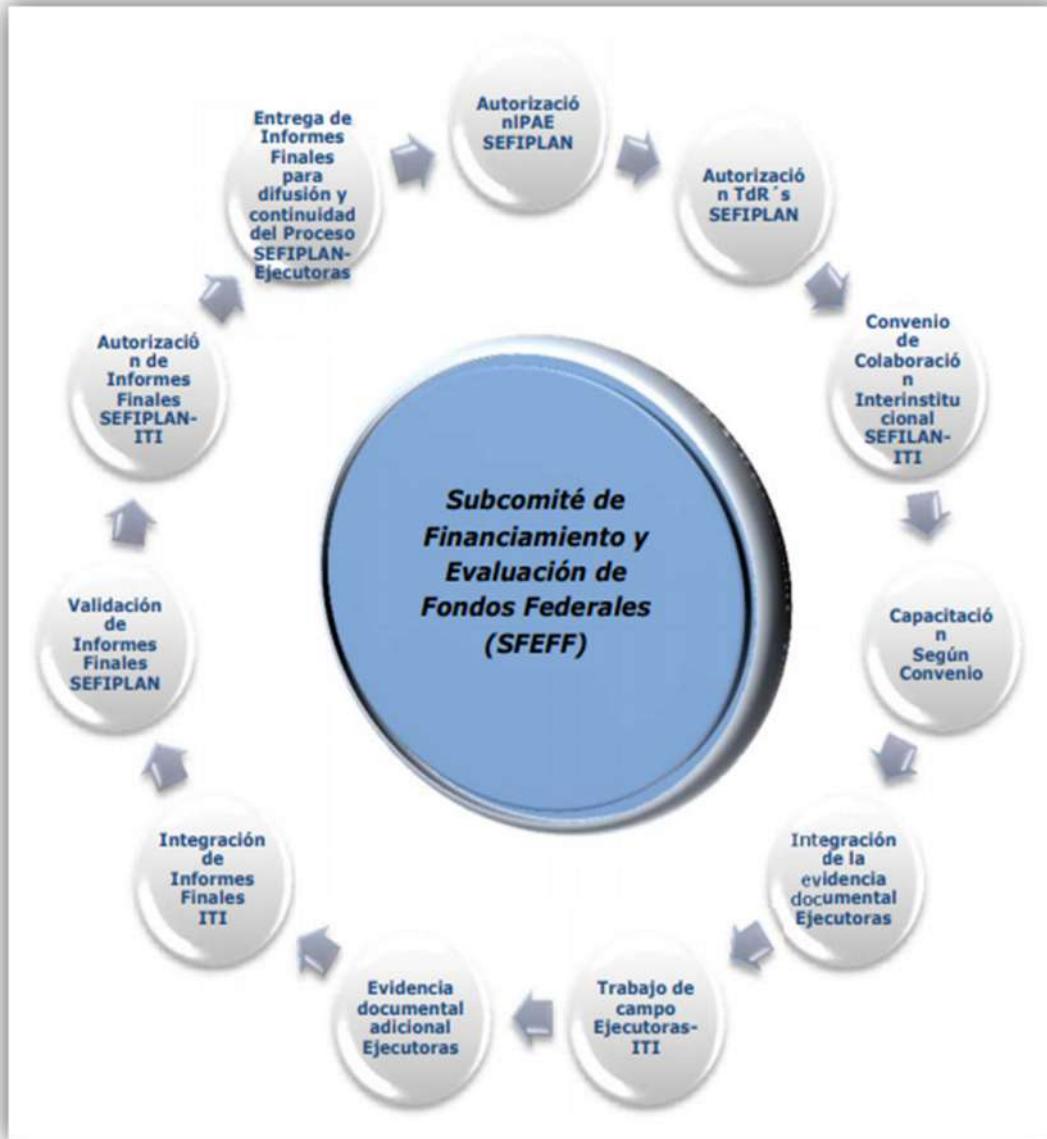 Autorizació
nIPAE
SEFIPLAN
Autorizació
n TdR´s
SEFIPLAN
Convenio
de
Colaboració
n
Interinstitu
cional
SEFILAN-
ITI
Capacitació
n
Según
Convenio
Integración
de la
evidencia
documental
Ejecutoras
Trabajo de
campo
Ejecutoras-
ITI
Evidencia
documental
adicional
Ejecutoras
Integración
de
Informes
Finales
ITI
Validación
de
Informes
Finales
SEFIPLAN
Autorizació
n de
Informes
Finales
SEFIPLAN-
ITI
Entrega de
Informes
Finales
para
difusión y
continuidad
del Proceso
SEFIPLAN-
Ejecutoras
Subcomité de
Financiamiento y
Evaluación de
Fondos Federales
(SFEFF)